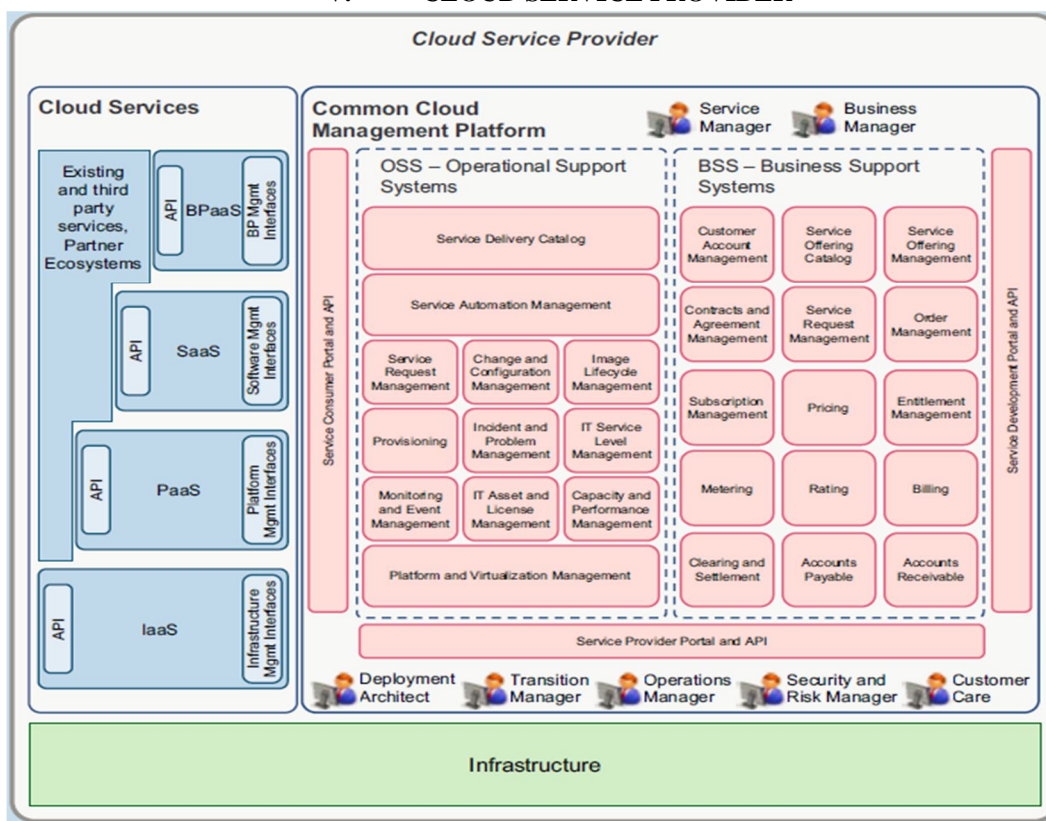 Cloud Service Provider
Cloud Services
Existing
and third
party
services,
Partner
Ecosystems
API
BPaaS
BP Mgmt
Interfaces
API
SaaS
Software Mgmt
Interfaces
API
PaaS
Platform
Mgmt Interfaces
API
IaaS
Infrastructure
Mgmt Interfaces
Common Cloud
Management Platform
Service
Manager
Business
Manager
Service Consumer Portal and API
OSS – Operational Support
Systems
Service Delivery Catalog
Service Automation Management
Service
Request
Management
Change and
Configuration
Management
Image
Lifecycle
Management
Provisioning
Incident and
Problem
Management
IT Service
Level
Management
Monitoring
and Event
Management
IT Asset and
License
Management
Capacity and
Performance
Management
Platform and Virtualization Management
BSS – Business Support
Systems
Customer
Account
Management
Service
Offering
Catalog
Service
Offering
Management
Contracts and
Agreement
Management
Service
Request
Management
Order
Management
Subscription
Management
Pricing
Entitlement
Management
Metering
Rating
Billing
Clearing and
Settlement
Accounts
Payable
Accounts
Receivable
Service Development Portal and API
Service Provider Portal and API
Deployment
Architect
Transition
Manager
Operations
Manager
Security and
Risk Manager
Customer
Care
Infrastructure